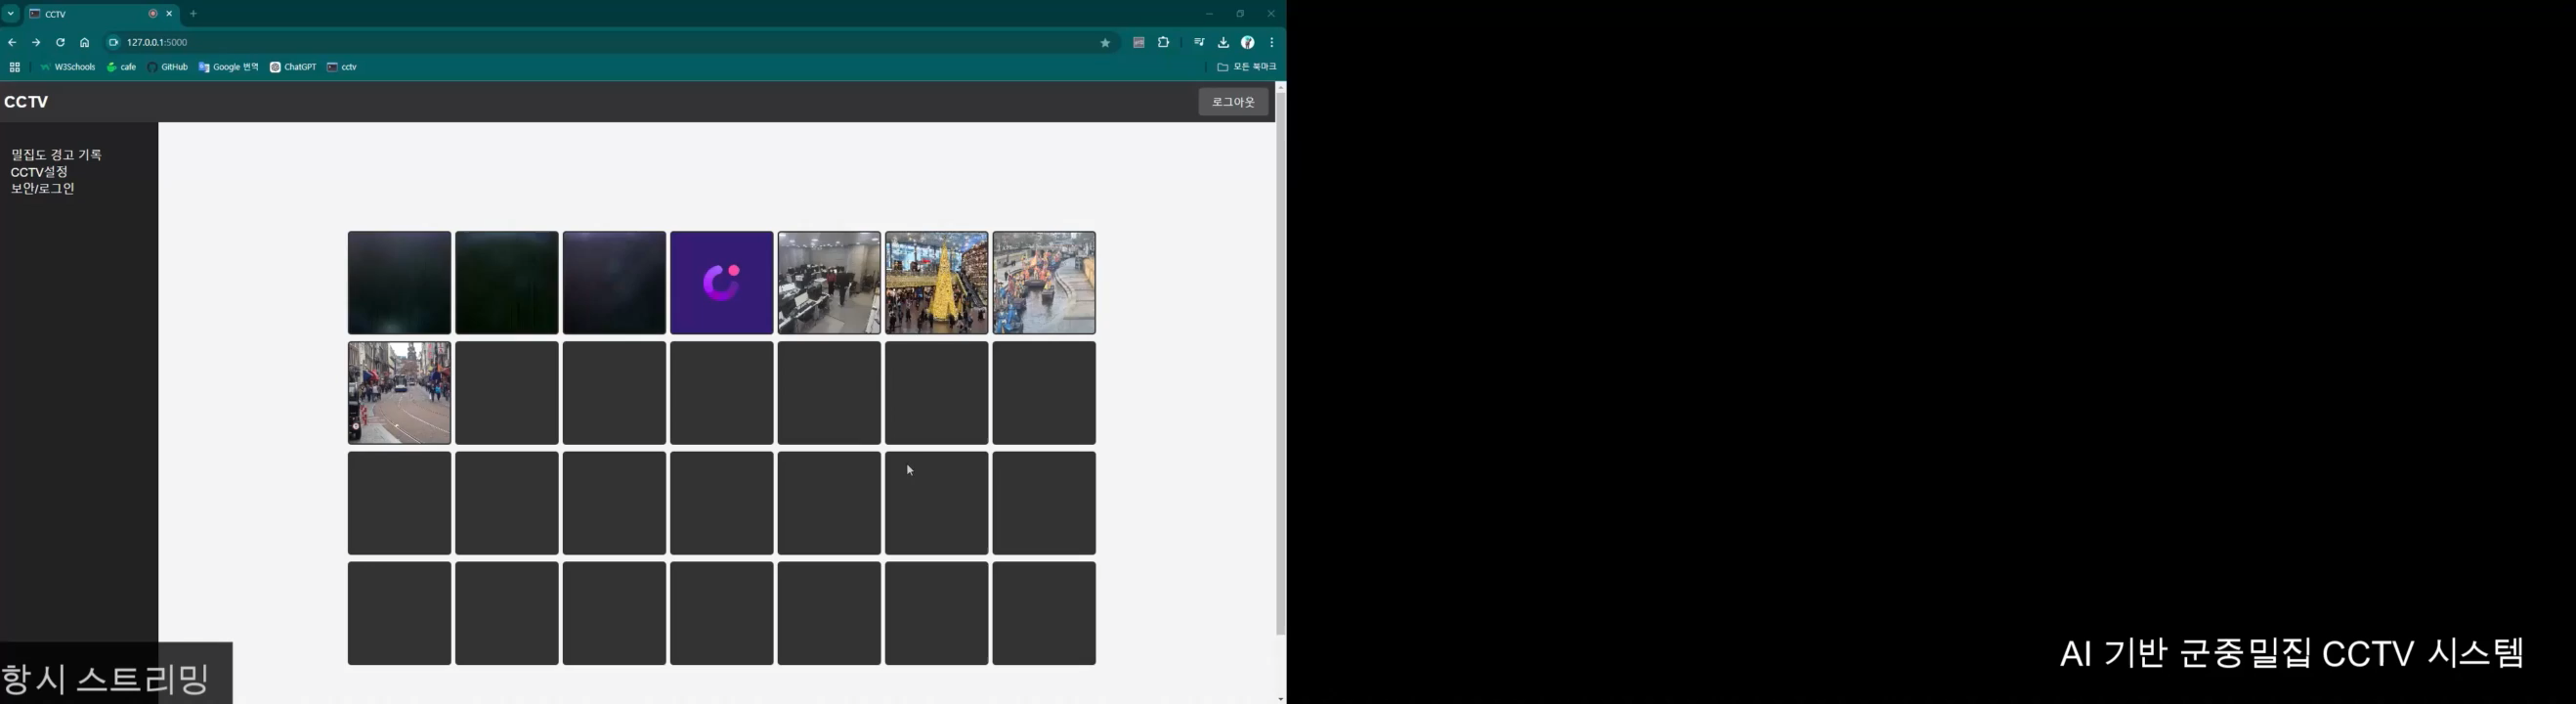 CCTV
127.0.0.1:5000
W3Schools
cafe
GitHub
Google 번역
ChatGPT
cctv
모든 북마크
CCTV
로그아웃
밀집도 경고 기록
CCTV설정
보안/로그인
항시 스트리밍
AI 기반 군중밀집 CCTV 시스템